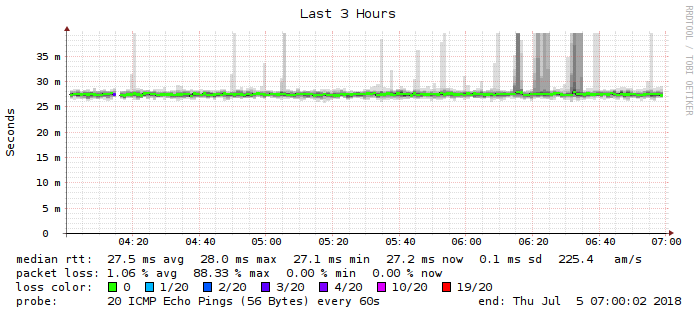 Last 3 Hours
RRDTOOL / TOBI OETIKER
Seconds
35 m
30 m
25 m
20 m
15 m
10 m
5 m
0
04:20 04:40 05:00 05:20 05:40 06:00 06:20 06:40 07:00
median rtt: 27.5 ms avg 28.0 ms max 27.1 ms min 27.2 ms now 0.1 ms sd 225.4 am/s
packet loss: 1.06 % avg 88.33 % max 0.00 % min 0.00 % now
loss color: 0 1/20 2/20 3/20 4/20 10/20 19/20
probe: 20 ICMP Echo Pings (56 Bytes) every 60s end: Thu Jul 5 07:00:02 2018